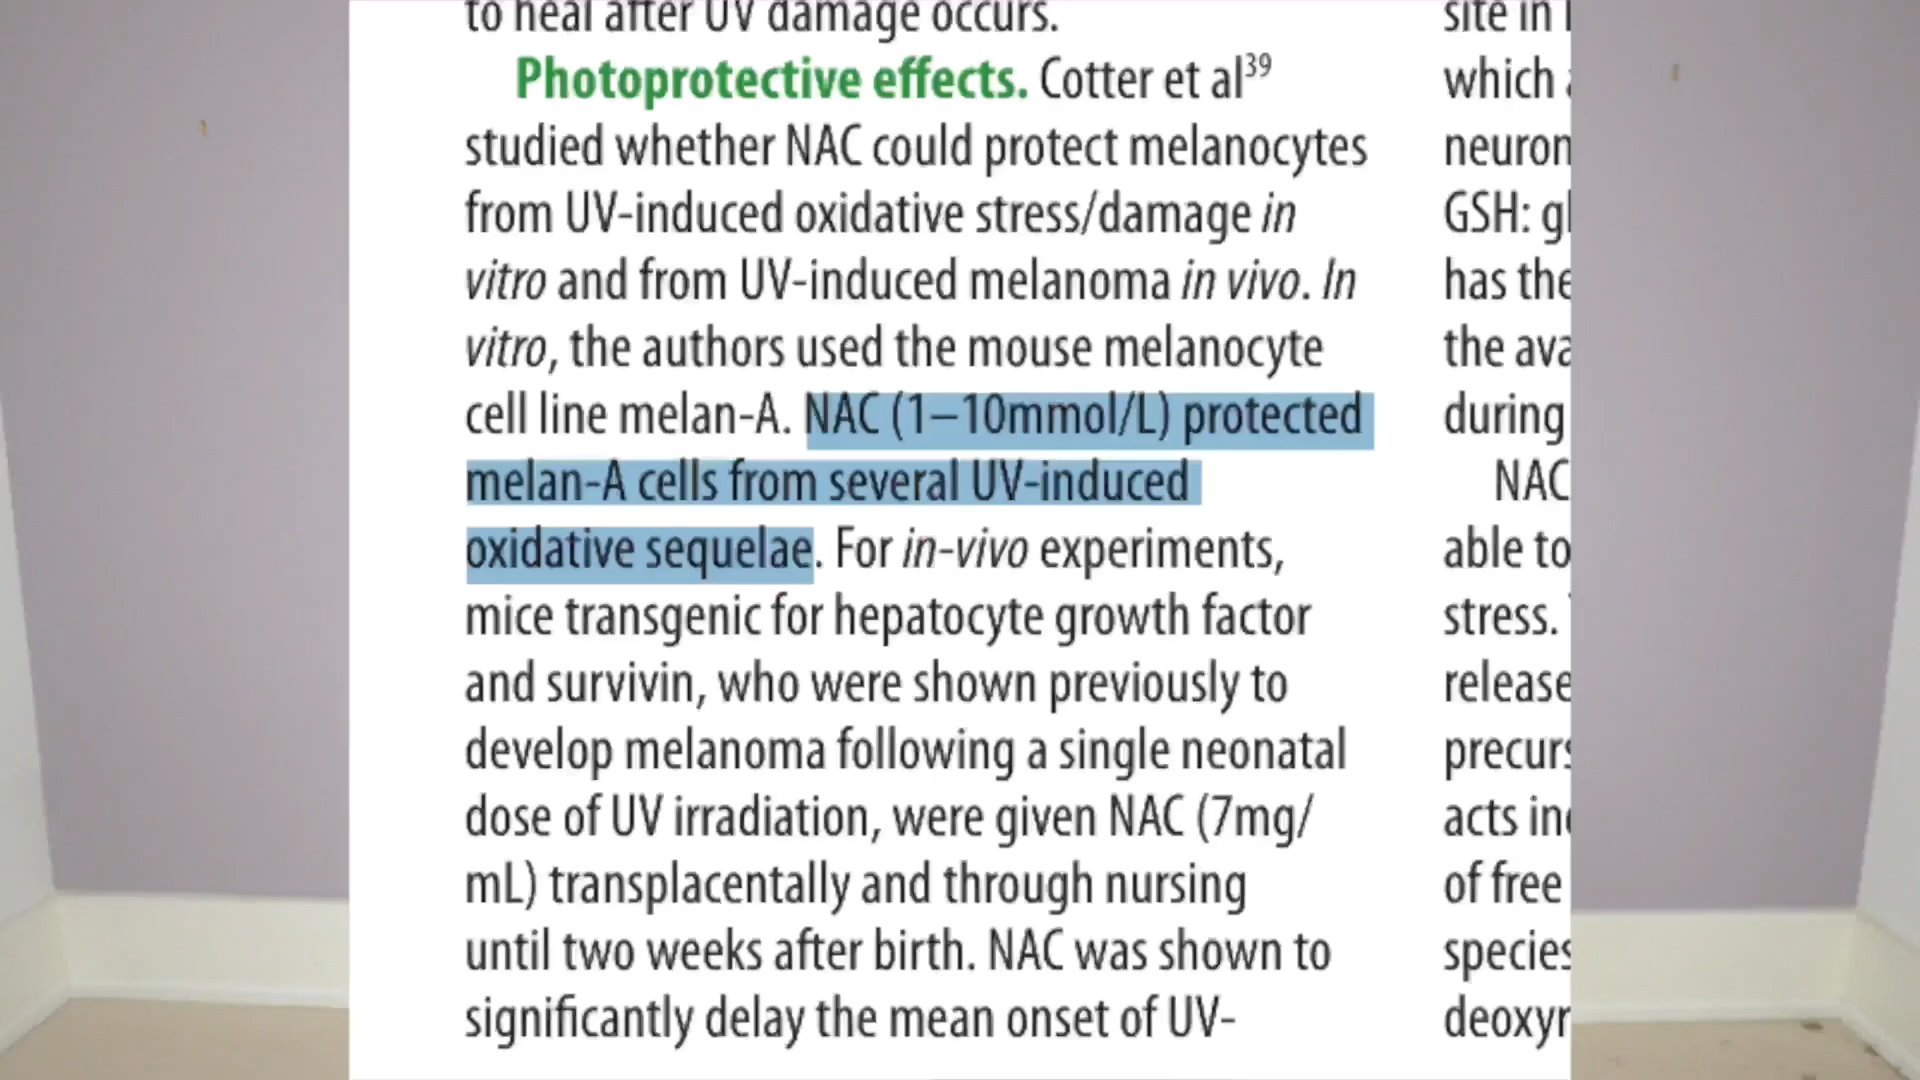 to heal after UV damage occurs.
Photoprotective effects. Cotter et al39
studied whether NAC could protect melanocytes
from UV-induced oxidative stress/damage in
vitro and from UV-induced melanoma in vivo. In
vitro, the authors used the mouse melanocyte
cell line melan-A. NAC (1–10mmol/L) protected
melan-A cells from several UV-induced
oxidative sequelae. For in-vivo experiments,
mice transgenic for hepatocyte growth factor
and survivin, who were shown previously to
develop melanoma following a single neonatal
dose of UV irradiation, were given NAC (7mg/
mL) transplacentally and through nursing
until two weeks after birth. NAC was shown to
significantly delay the mean onset of UV-
site in
which
neuron
GSH:
has the
the
during
NAC
able to
stress.
release
of free
species